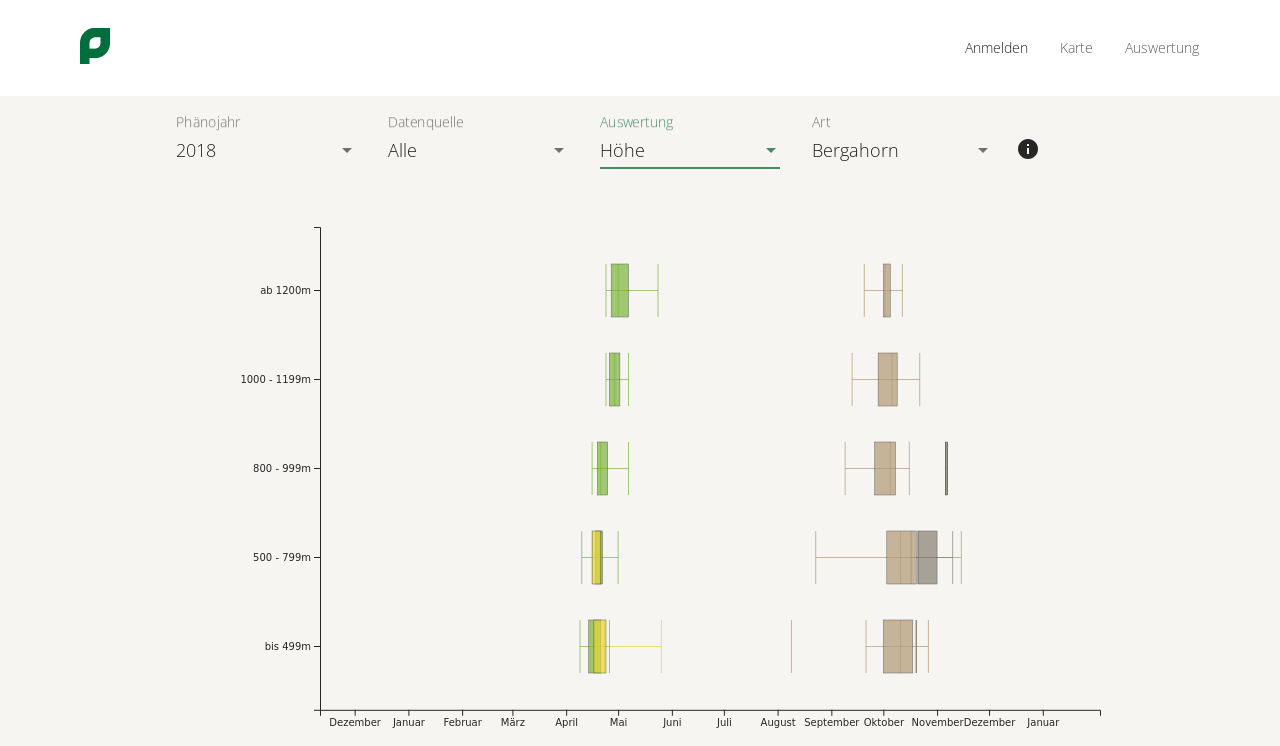 Anmelden Karte Auswertung
Phänojahr Datenquelle Auswertung Art
2018 Alle Höhe Bergahorn
ab 1200m
1000 - 1199m
800 - 999m
500 - 799m
bis 499m
Dezember Januar Februar März April Mai Juni Juli August September Oktober November Dezember Januar